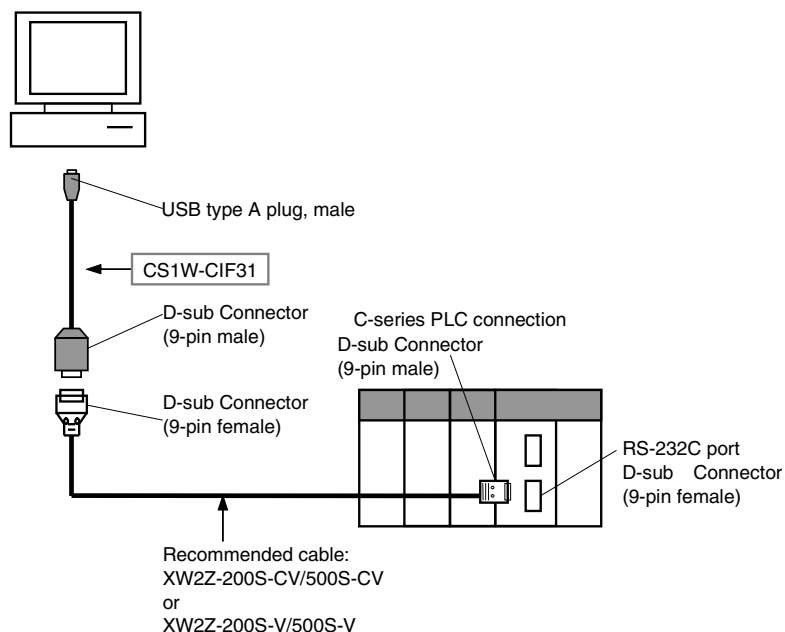 USB type A plug, male
CS1W-CIF31
D-sub Connector
(9-pin male)
C-series PLC connection
D-sub Connector
(9-pin male)
D-sub Connector
(9-pin female)
RS-232C port
D-sub Connector
(9-pin female)
Recommended cable:
XW2Z-200S-CV/500S-CV
or
XW2Z-200S-V/500S-V